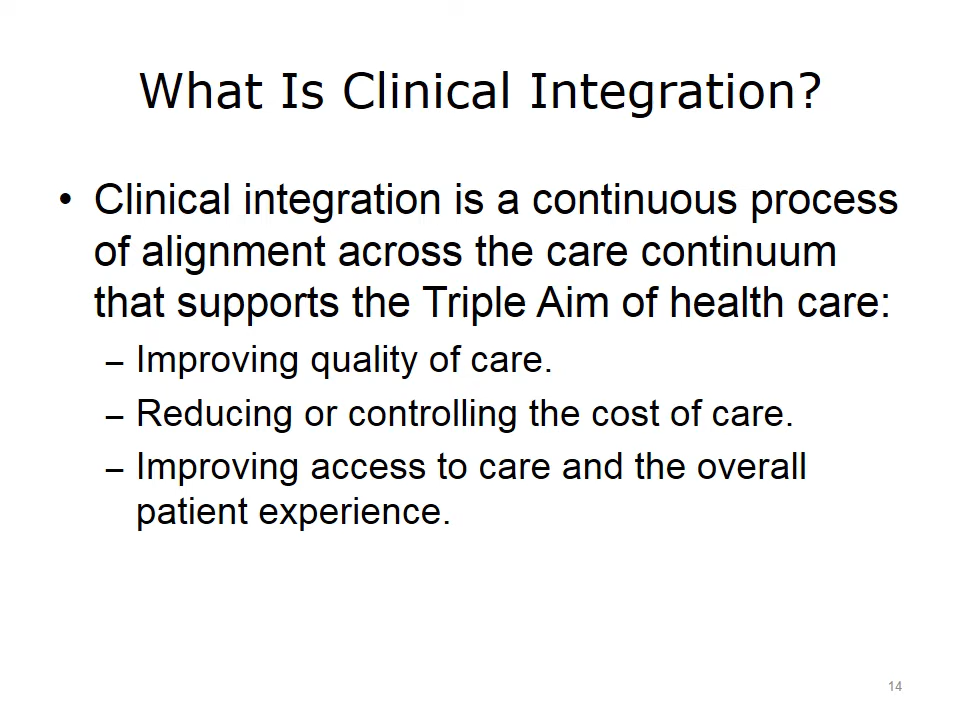 What Is Clinical Integration?
• Clinical integration is a continuous process
of alignment across the care continuum
that supports the Triple Aim of health care:
– Improving quality of care.
– Reducing or controlling the cost of care.
– Improving access to care and the overall
patient experience.
14